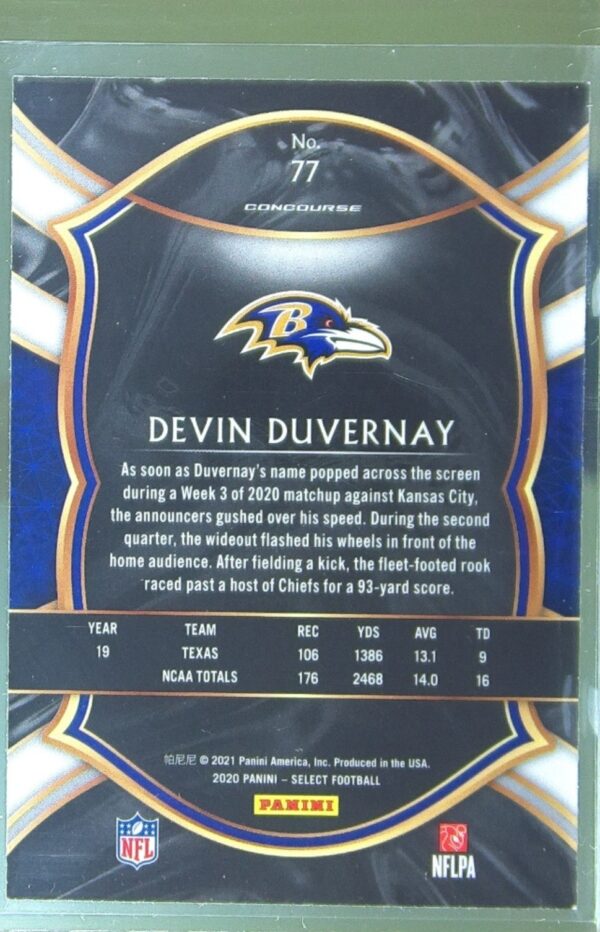 No.
77
CONCOURSE
B
DEVIN DUVERNAY
As soon as Duvernay's name popped across the screen
during a Week 3 of 2020 matchup against Kansas City,
the announcers gushed over his speed. During the second
quarter, the wideout flashed his wheels in front of the
home audience. After fielding a kick, the fleet-footed rook
raced past a host of Chiefs for a 93-yard score.
YEAR TEAM REC YDS AVG TD
19 TEXAS 106 1386 13.1 9
NCAA TOTALS 176 2468 14.0 16
帕尼尼 © 2021 Panini America, Inc. Produced in the USA.
2020 PANINI – SELECT FOOTBALL
PANINI
NFL
NFLPA